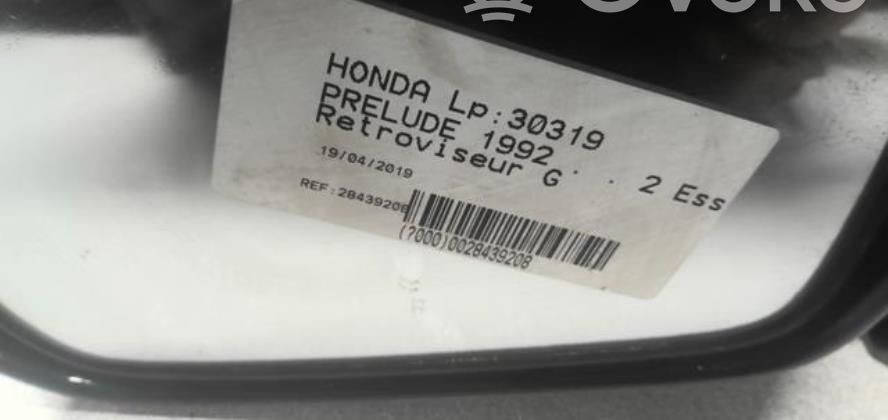 HONDA Lp:30319
PRELUDE 1992 . . 2 Ess
Retroviseur G
19/04/2019
REF:28439208
(7000)0028439208